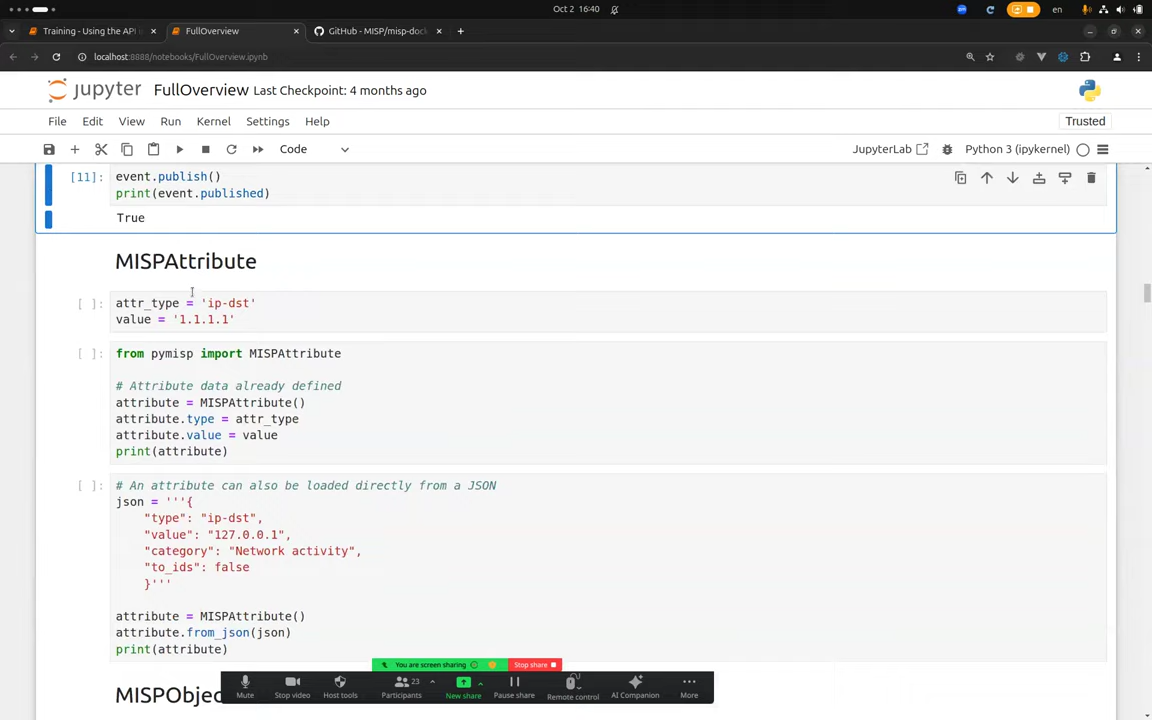 Oct 2 16:40
en
Training - Using the API
FullOverview
GitHub - MISP/misp-dock
localhost:8888/notebooks/FullOverview.ipynb
jupyter FullOverview Last Checkpoint: 4 months ago
File Edit View Run Kernel Settings Help
Trusted
Code
JupyterLab
Python 3 (ipykernel)
[11]: event.publish()
print(event.published)
True
MISPAttribute
[ ]: attr_type = 'ip-dst'
value = '1.1.1.1'
[ ]: from pymisp import MISPAttribute
# Attribute data already defined
attribute = MISPAttribute()
attribute.type = attr_type
attribute.value = value
print(attribute)
[ ]: # An attribute can also be loaded directly from a JSON
json = '''{
"type": "ip-dst",
"value": "127.0.0.1",
"category": "Network activity",
"to_ids": false
}'''
attribute = MISPAttribute()
attribute.from_json(json)
print(attribute)
You are screen sharing
Stop share
MISPObjec
Mute
Stop video
Host tools
Participants 23
New share
Pause share
Remote control
AI Companion
More